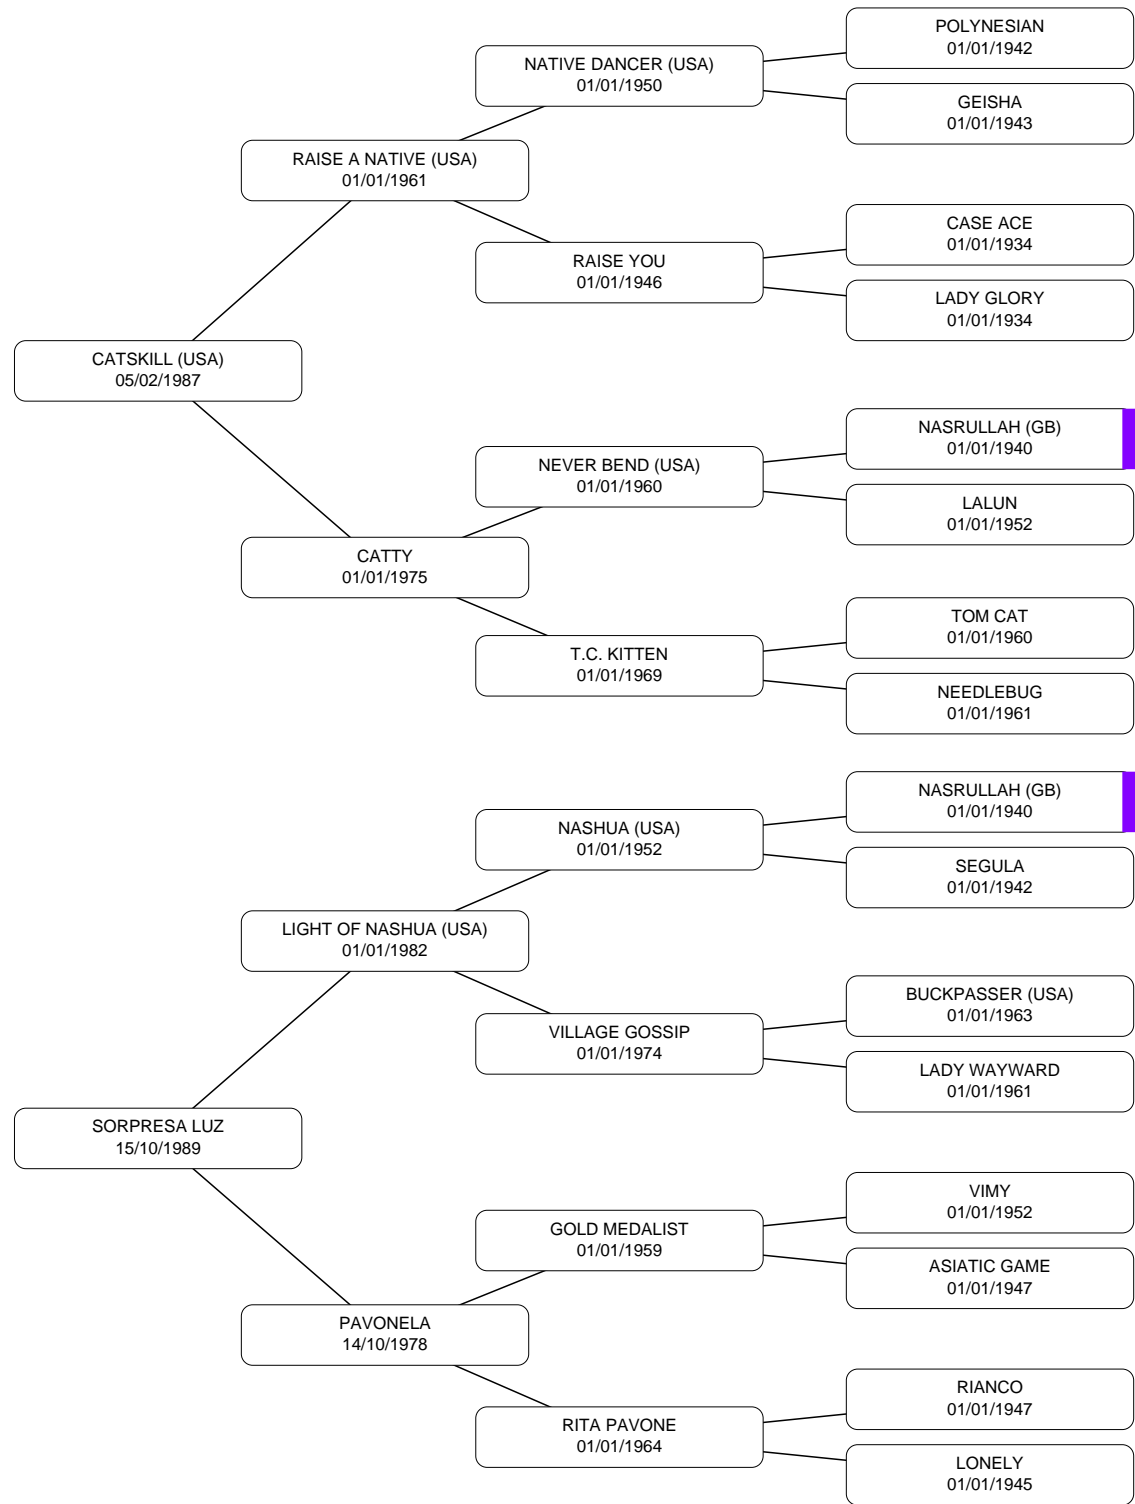 POLYNESIAN
01/01/1942
NATIVE DANCER (USA)
01/01/1950
GEISHA
01/01/1943
RAISE A NATIVE (USA)
01/01/1961
CASE ACE
01/01/1934
RAISE YOU
01/01/1946
LADY GLORY
01/01/1934
CATSKILL (USA)
05/02/1987
NASRULLAH (GB)
01/01/1940
NEVER BEND (USA)
01/01/1960
LALUN
01/01/1952
CATTY
01/01/1975
TOM CAT
01/01/1960
T.C. KITTEN
01/01/1969
NEEDLEBUG
01/01/1961
NASRULLAH (GB)
01/01/1940
NASHUA (USA)
01/01/1952
SEGULA
01/01/1942
LIGHT OF NASHUA (USA)
01/01/1982
BUCKPASSER (USA)
01/01/1963
VILLAGE GOSSIP
01/01/1974
LADY WAYWARD
01/01/1961
SORPRESA LUZ
15/10/1989
VIMY
01/01/1952
GOLD MEDALIST
01/01/1959
ASIATIC GAME
01/01/1947
PAVONELA
14/10/1978
RIANCO
01/01/1947
RITA PAVONE
01/01/1964
LONELY
01/01/1945